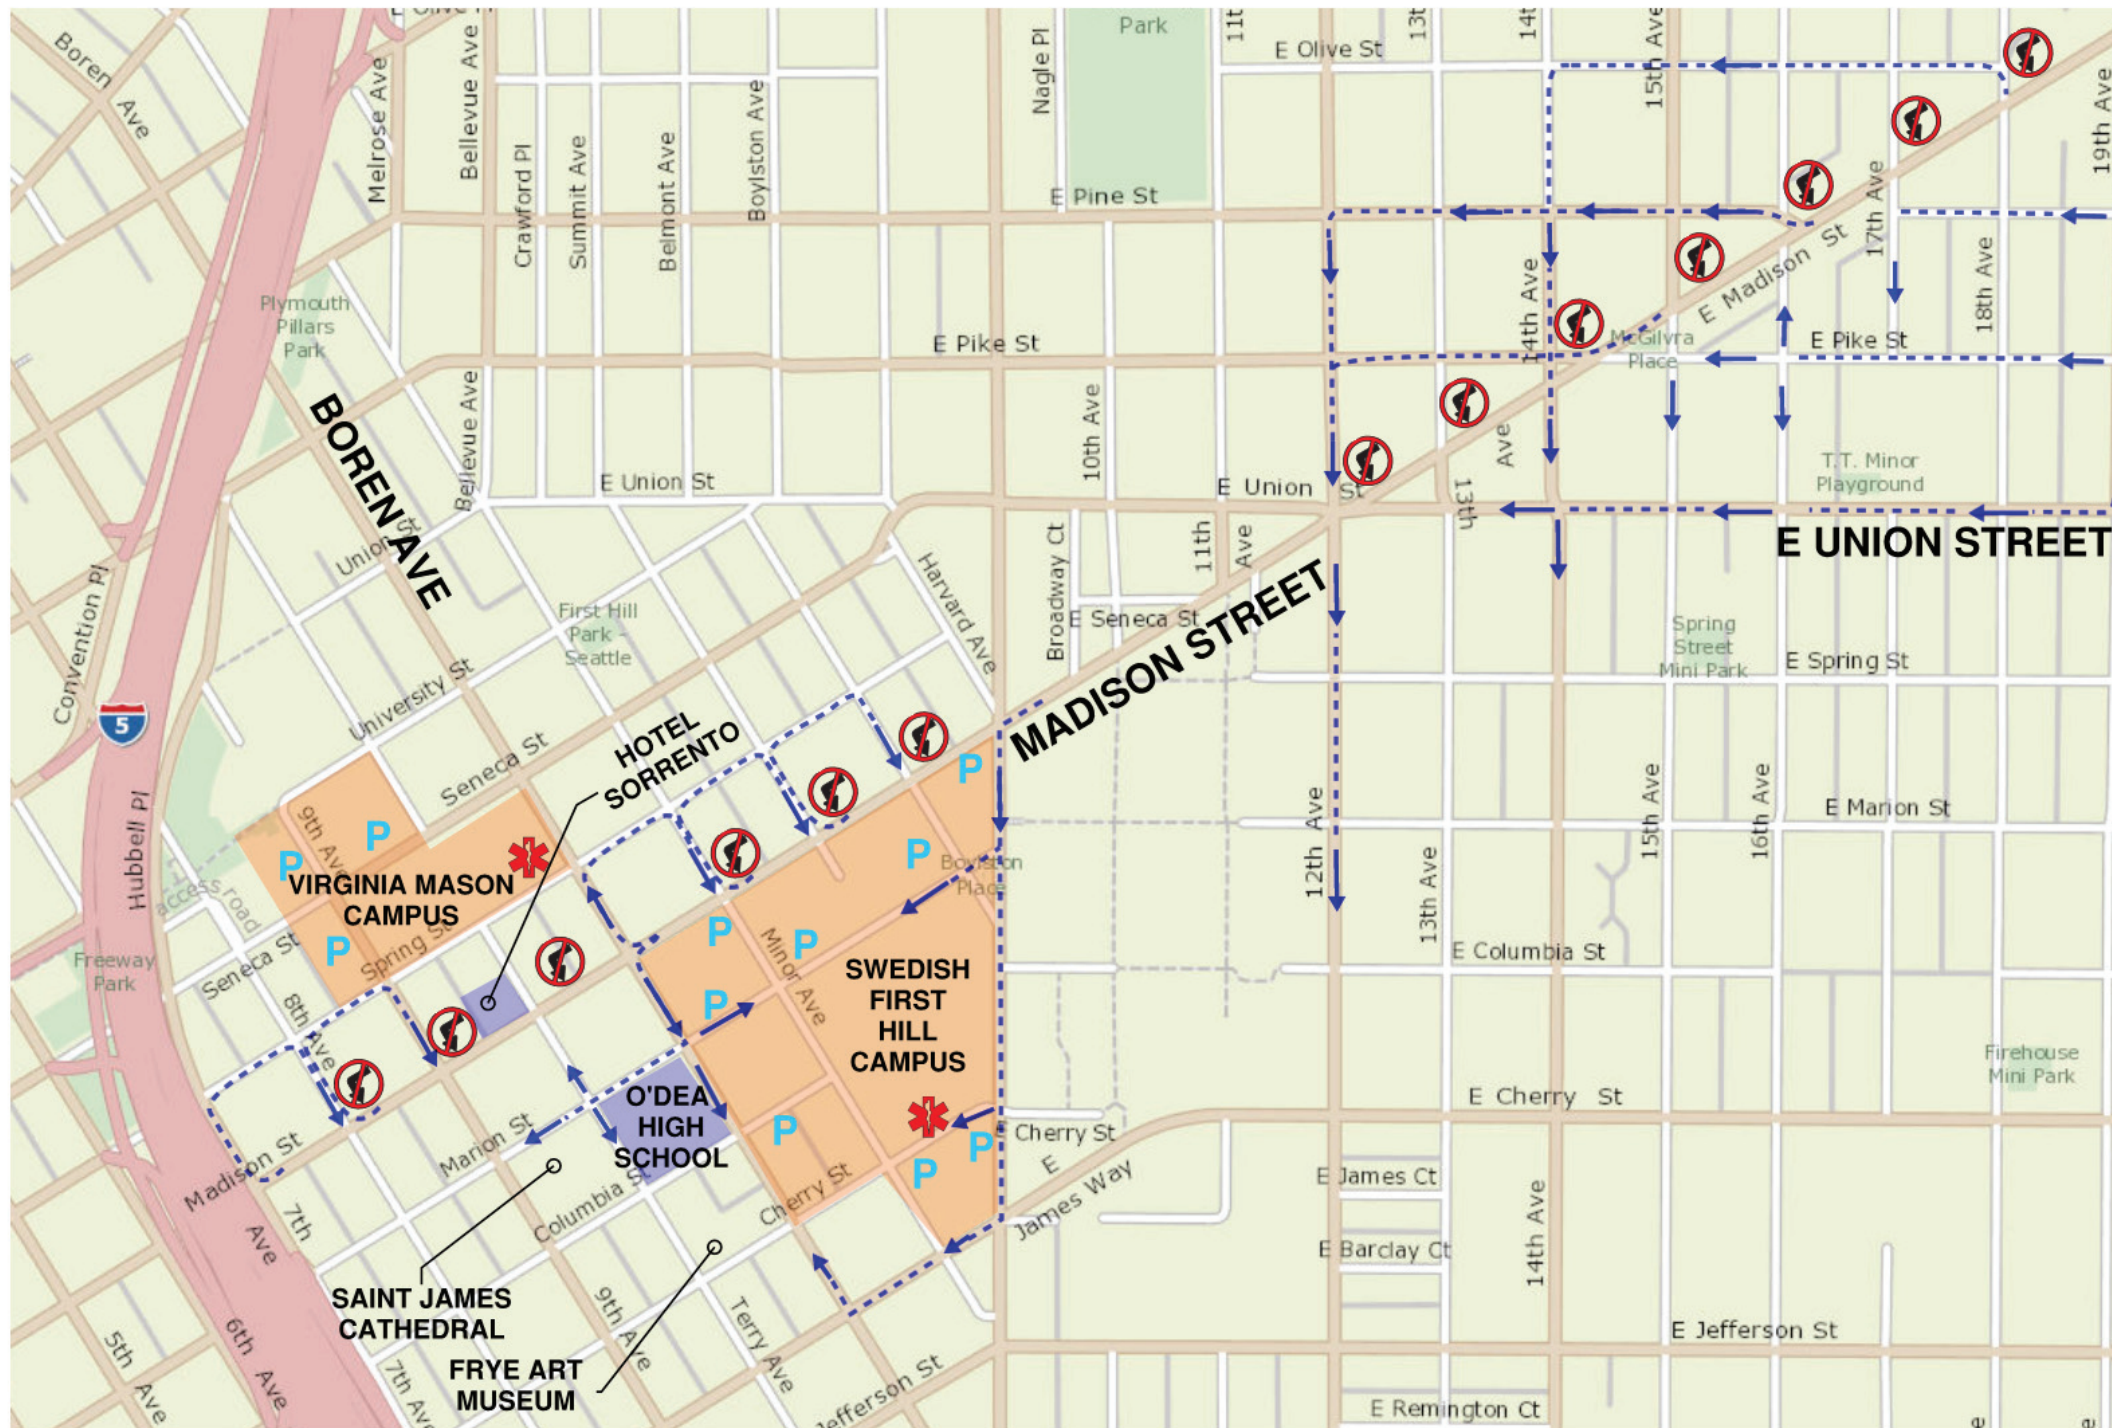 E Olive Pl
Boren
Ave
Melrose Ave
Bellevue Ave
Crawford Pl
Summit Ave
Belmont Ave
Boylston Ave
Nagle Pl
Park
11t
E Olive St
13t
14t
15th Ave
19th Ave
E Pine St
17th Ave
18th Ave
E Madison St
14th Ave
Plymouth
Pillars
Park
E Pike St
McGilvra
Place
E Pike St
BOREN AVE
Bellevue Ave
E Union St
10th Ave
E Union St
Ave
13th
T.T. Minor
Playground
E UNION STREET
Union St
Convention Pl
First Hill
Park -
Seattle
Harvard Ave
Broadway Ct
11th
Ave
E Seneca St
MADISON STREET
Spring
Street
Mini Park
E Spring St
5
University St
Seneca St
HOTEL
SORRENTO
P
Hubbell Pl
9th Ave
P
P
VIRGINIA MASON
CAMPUS
P
Spring St
access road
Seneca St
Freeway
Park
8th Ave
P
Boylston
Place
P
P
P
Minor Ave
SWEDISH
FIRST
HILL
CAMPUS
12th Ave
13th Ave
15th Ave
16th Ave
E Marion St
E Columbia St
Firehouse
Mini Park
E Cherry St
O'DEA
HIGH
SCHOOL
P
P
P
E Cherry St
E James Way
Marion St
Madison St
7th
Ave
Columbia St
Cherry St
E James Ct
E Barclay Ct
14th Ave
SAINT JAMES
CATHEDRAL
FRYE ART
MUSEUM
9th Ave
Terry Ave
5th
Ave
6th
Ave
7th Ave
Jefferson St
E Jefferson St
E Remington Ct
e
e